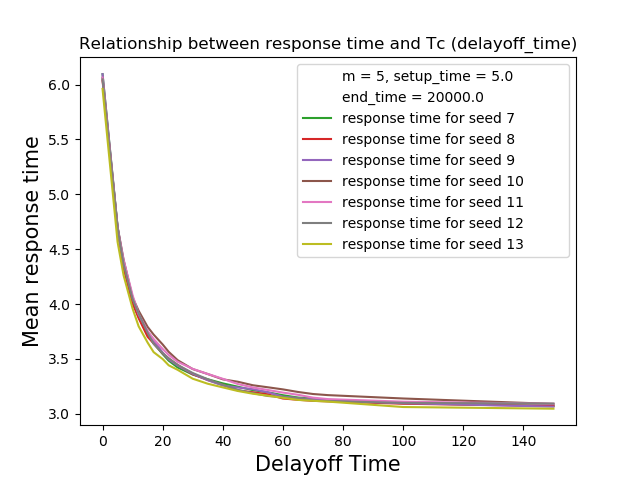 Relationship between response time and Tc (delayoff_time)
m = 5, setup_time = 5.0
end_time = 20000.0
response time for seed 7
response time for seed 8
response time for seed 9
response time for seed 10
response time for seed 11
response time for seed 12
response time for seed 13
Mean response time
6.0
5.5
5.0
4.5
4.0
3.5
3.0
0 20 40 60 80 100 120 140
Delayoff Time